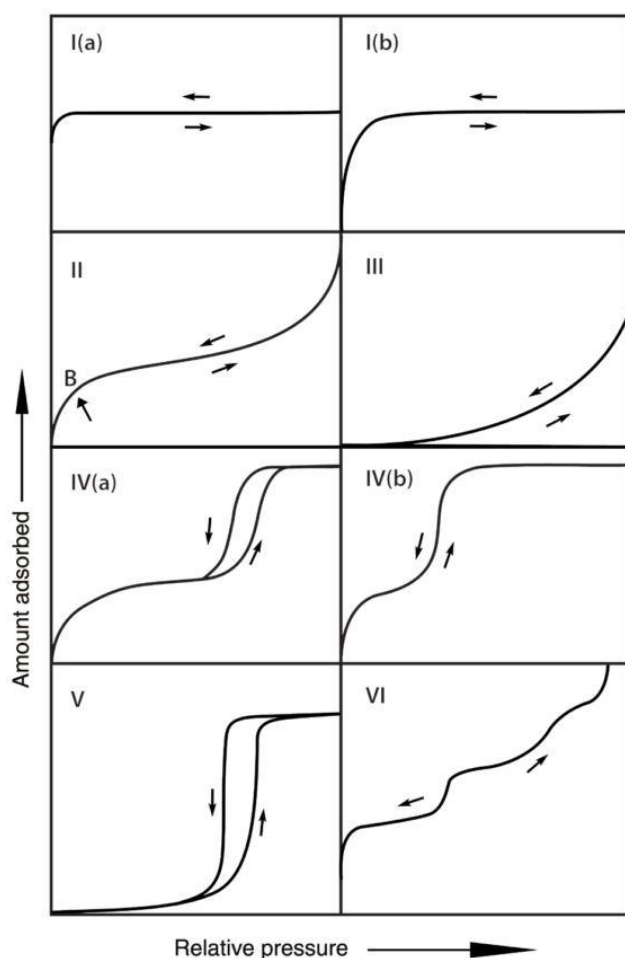 I(a)
I(b)
II
III
B
IV(a)
IV(b)
V
VI
Amount adsorbed
Relative pressure